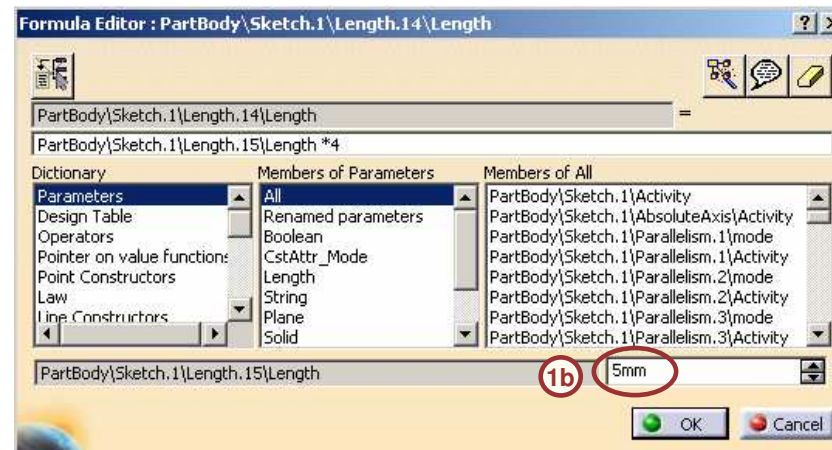 Formula Editor : PartBody\Sketch.1\Length.14\Length
PartBody\Sketch.1\Length.14\Length =
PartBody\Sketch.1\Length.15\Length *4
Dictionary Members of Parameters Members of All
Parameters All PartBody\Sketch.1\Activity
Design Table Renamed parameters PartBody\Sketch.1\AbsoluteAxis\Activity
Operators Boolean PartBody\Sketch.1\Parallelism.1\mode
Pointer on value functions CstAttr_Mode PartBody\Sketch.1\Parallelism.1\Activity
Point Constructors Length PartBody\Sketch.1\Parallelism.2\mode
Law String PartBody\Sketch.1\Parallelism.2\Activity
Line Constructors Plane PartBody\Sketch.1\Parallelism.3\mode
Solid PartBody\Sketch.1\Parallelism.3\Activity
PartBody\Sketch.1\Length.15\Length 1b 5mm
OK Cancel